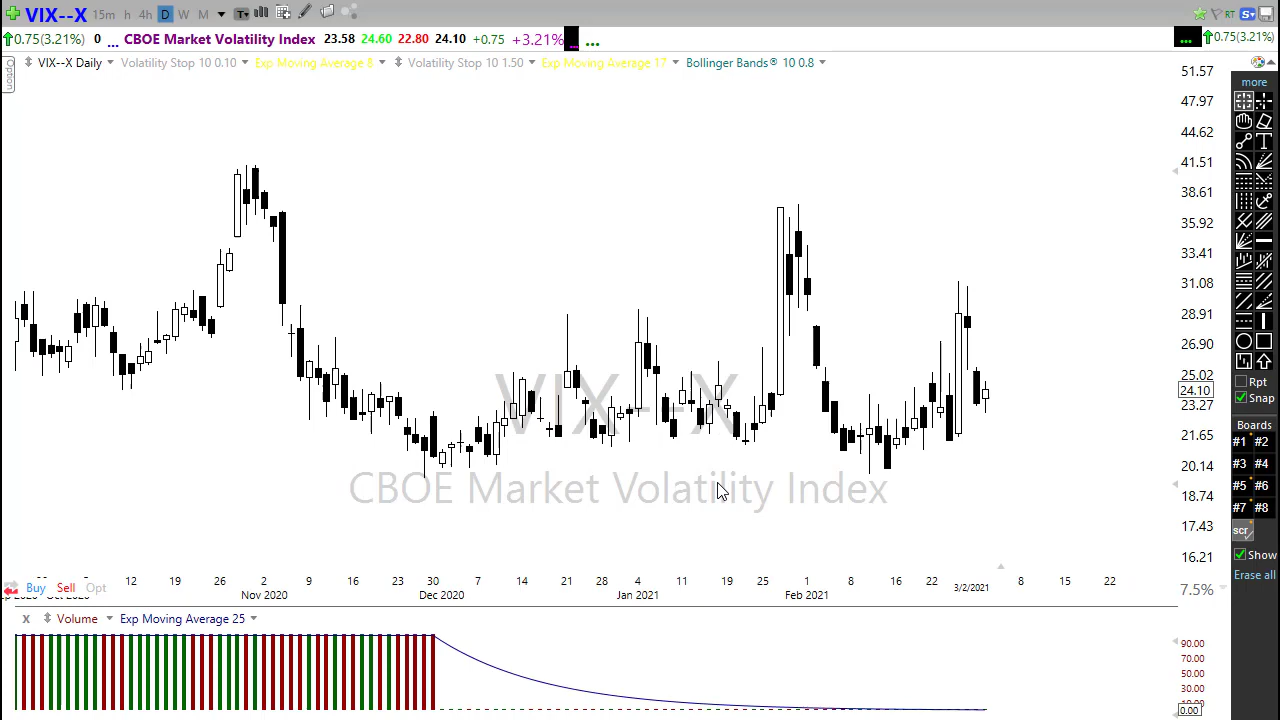 VIX--X 15m h 4h D W M T RT S
0.75(3.21%) 0 ... CBOE Market Volatility Index 23.58 24.60 22.80 24.10 +0.75 +3.21% ... ... ... 0.75(3.21%)
Option
VIX--X Daily Volatility Stop 10 0.10 Exp Moving Average 8 Volatility Stop 10 1.50 Exp Moving Average 17 Bollinger Bands® 10 0.8
51.57
47.97
44.62
41.51
38.61
35.92
33.41
31.08
28.91
26.90
25.02
24.10
23.27
21.65
20.14
18.74
17.43
16.21
7.5%
VIX--X
CBOE Market Volatility Index
more
T
Rpt
Snap
Boards
#1 #2
#3 #4
#5 #6
#7 #8
scr
Show
Erase all
12 19 26 2 9 16 23 30 7 14 21 28 4 11 19 25 1 8 16 22 8 15 22
Buy Sell Opt
Nov 2020 Dec 2020 Jan 2021 Feb 2021 3/2/2021
x Volume Exp Moving Average 25
90.00
70.00
50.00
30.00
0.00